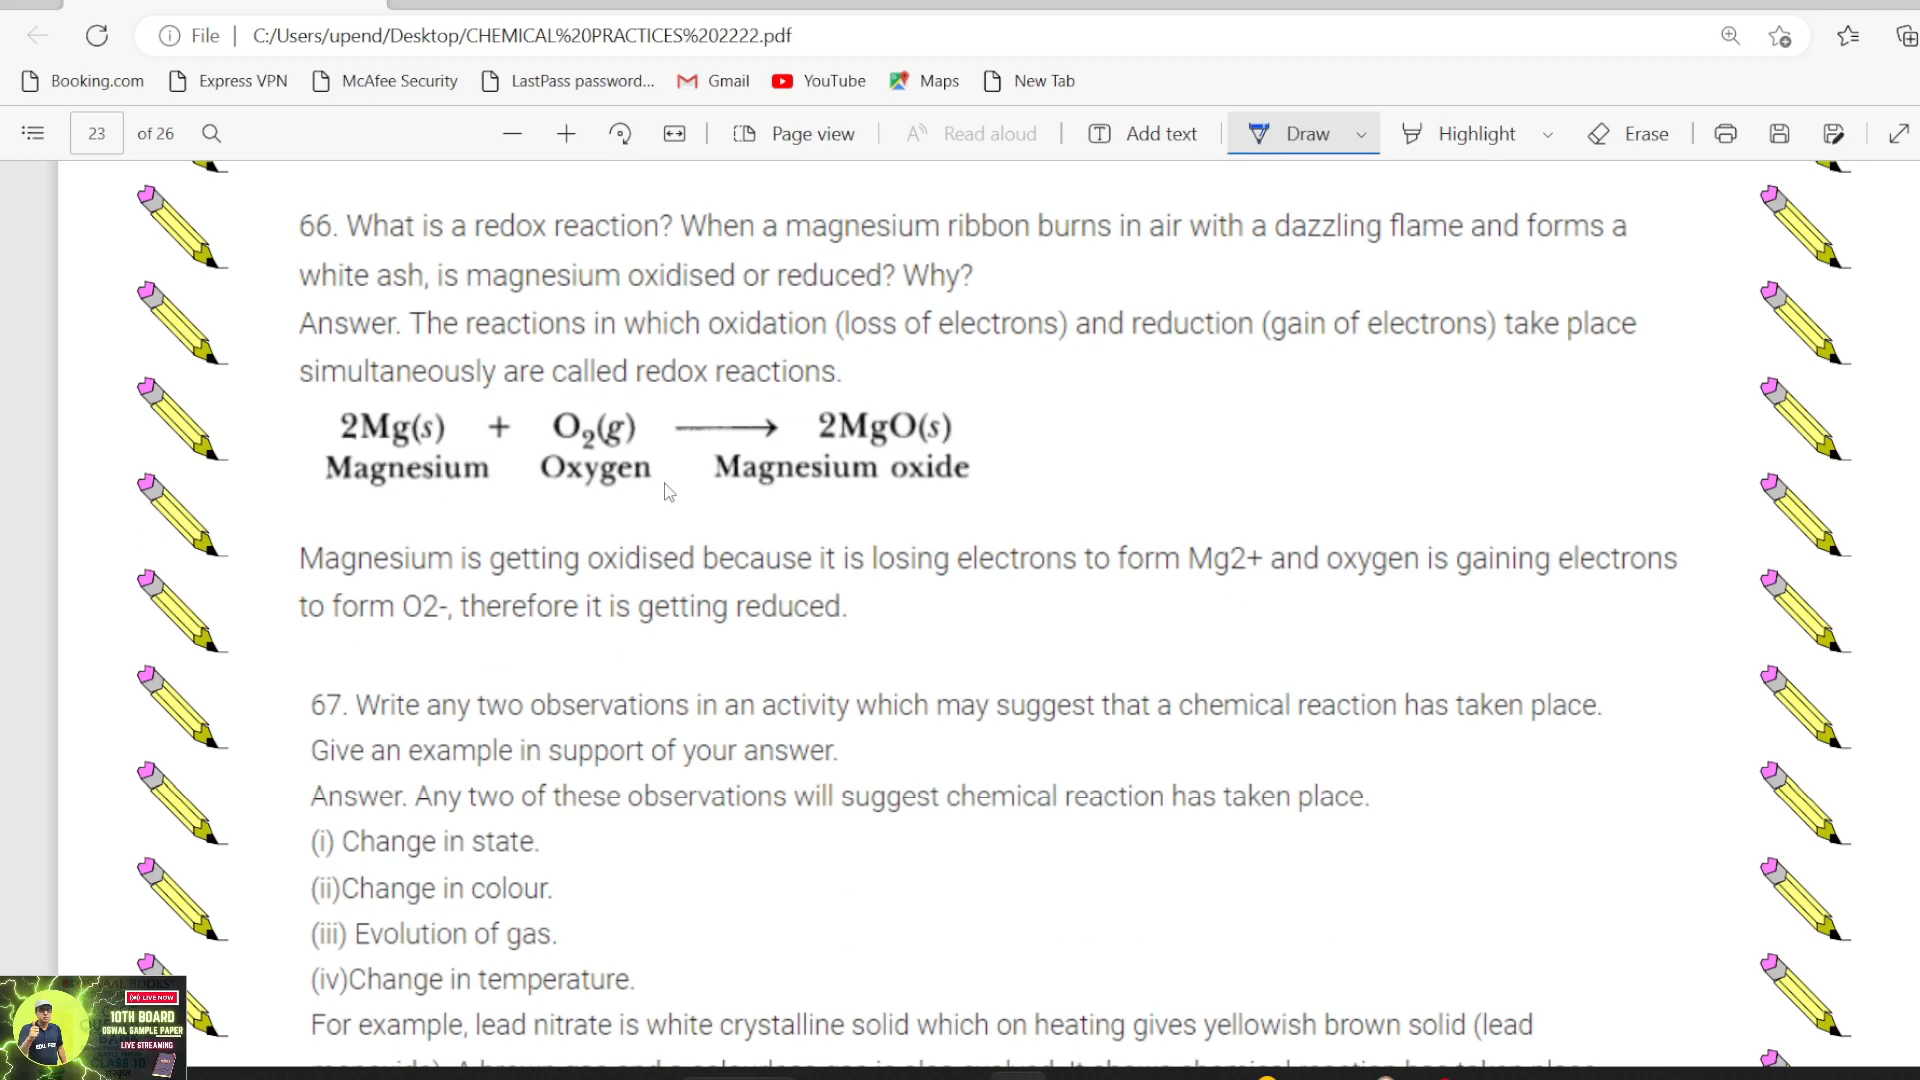 File C:/Users/upend/Desktop/CHEMICAL%20PRACTICES%202222.pdf
Booking.com Express VPN McAfee Security LastPass password... Gmail YouTube Maps New Tab
23 of 26 Page view Read aloud Add text Draw Highlight Erase
66. What is a redox reaction? When a magnesium ribbon burns in air with a dazzling flame and forms a
white ash, is magnesium oxidised or reduced? Why?
Answer. The reactions in which oxidation (loss of electrons) and reduction (gain of electrons) take place
simultaneously are called redox reactions.
2Mg(s) + O₂(g) ⟶ 2MgO(s)
Magnesium Oxygen Magnesium oxide
Magnesium is getting oxidised because it is losing electrons to form Mg2+ and oxygen is gaining electrons
to form O2-, therefore it is getting reduced.
67. Write any two observations in an activity which may suggest that a chemical reaction has taken place.
Give an example in support of your answer.
Answer. Any two of these observations will suggest chemical reaction has taken place.
(i) Change in state.
(ii)Change in colour.
(iii) Evolution of gas.
(iv)Change in temperature.
For example, lead nitrate is white crystalline solid which on heating gives yellowish brown solid (lead
LIVE NOW
10TH BOARD
OSWAL SAMPLE PAPER
LIVE STREAMING
CLASS 10